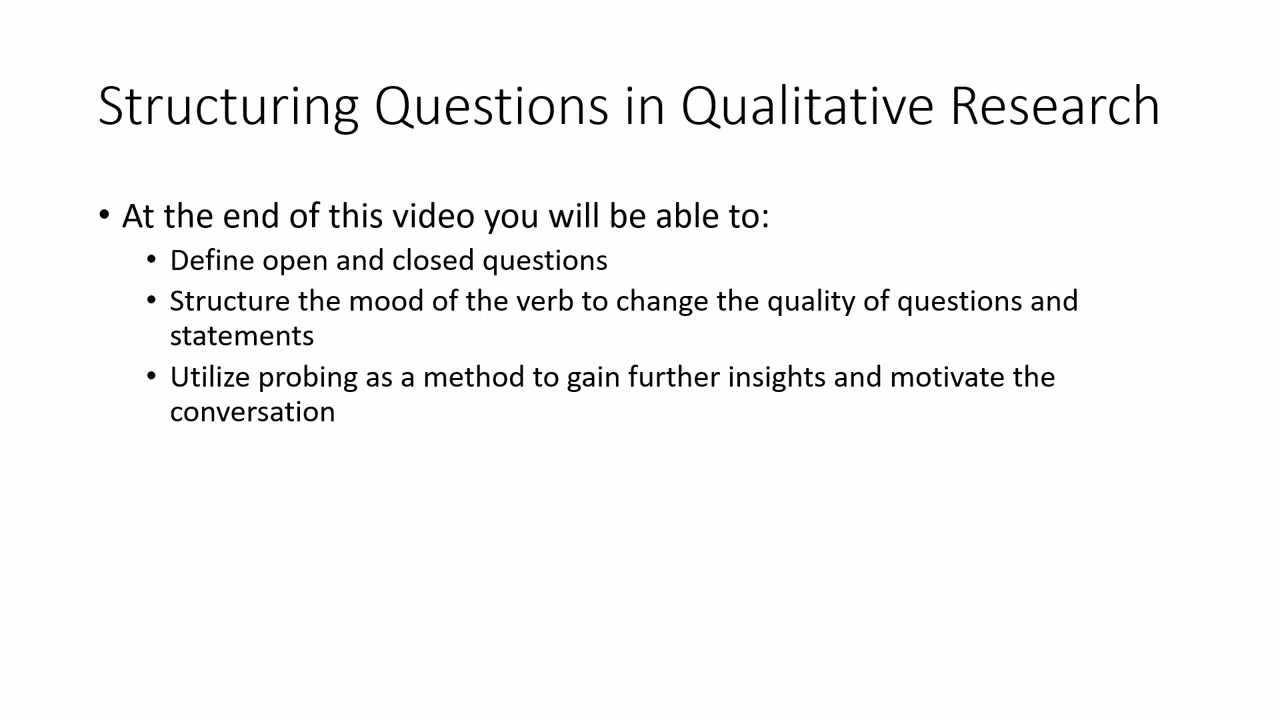 Structuring Questions in Qualitative Research
• At the end of this video you will be able to:
• Define open and closed questions
• Structure the mood of the verb to change the quality of questions and
statements
• Utilize probing as a method to gain further insights and motivate the
conversation